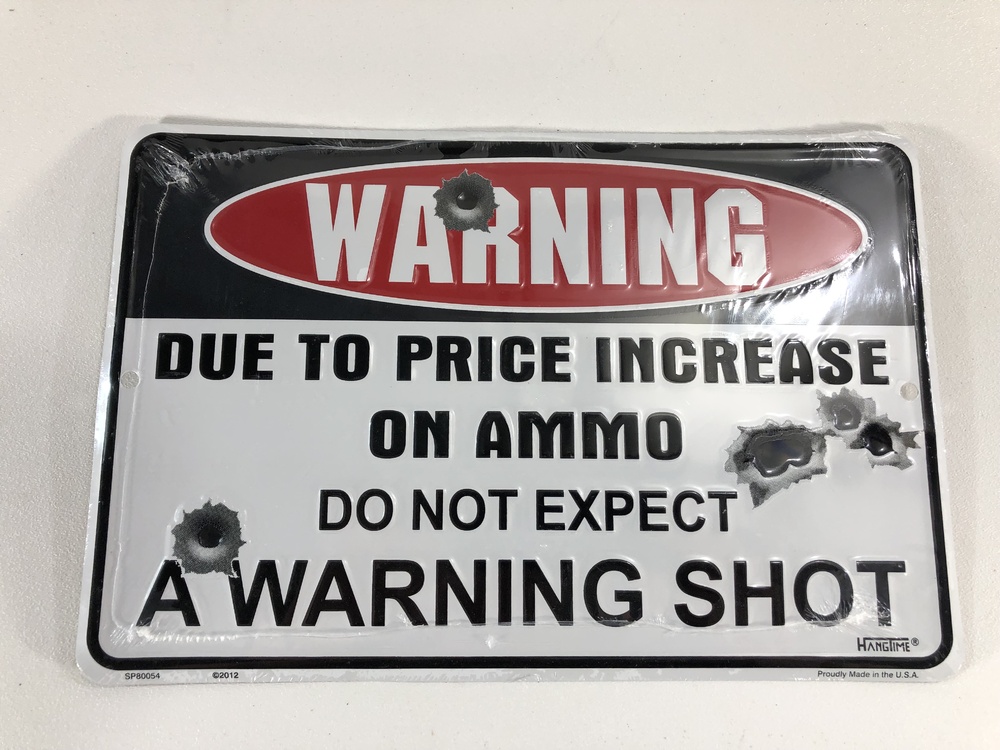 WARNING
DUE TO PRICE INCREASE
ON AMMO
DO NOT EXPECT
A WARNING SHOT
HANGTIME®
SP80054 ©2012 Proudly Made in the U.S.A.